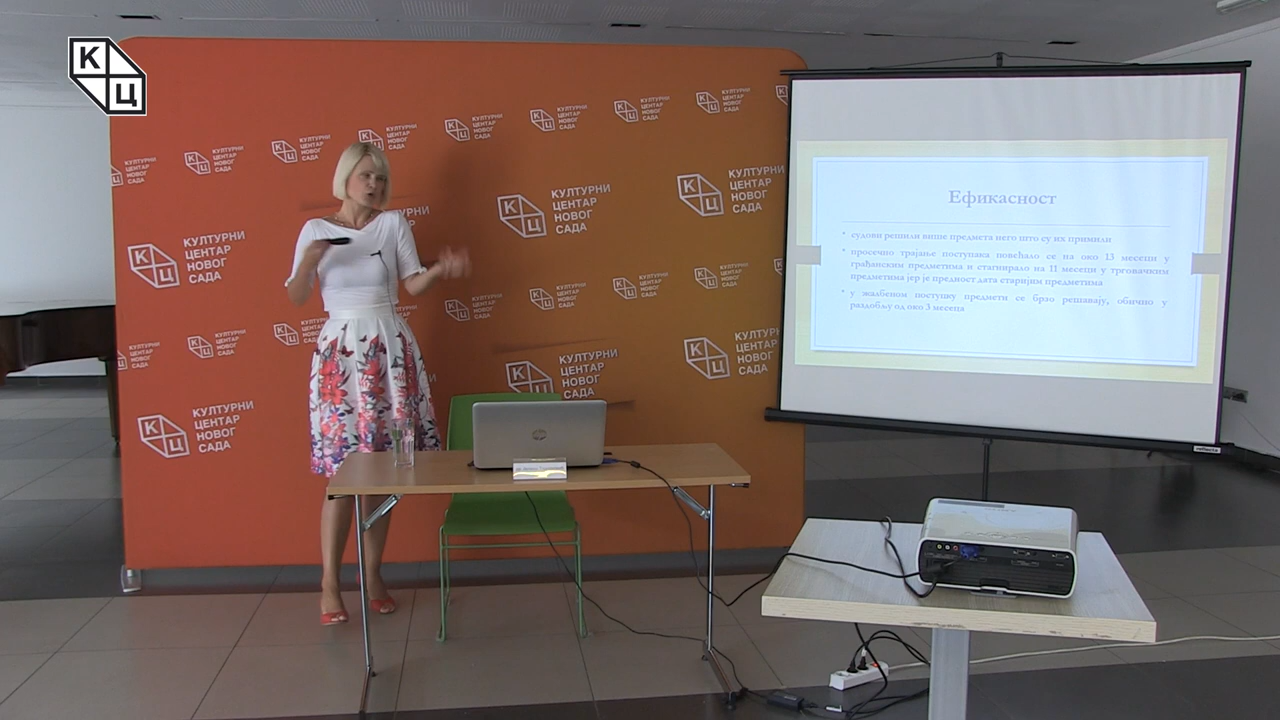 К
Ц
КУЛТУРНИ
ЦЕНТАР
НОВОГ
САДА
Ефикасност
судови решили више предмета него што су их примили
просечно трајање поступака повећало се на око 13 месеци у
грађанским предметима и стагнирало на 11 месеци у трговачким
предметима јер је предност дата старијим предметима
у жалбеном поступку предмети се брзо решавају, обично у
раздобљу од око 3 месеца
hp
reflecta